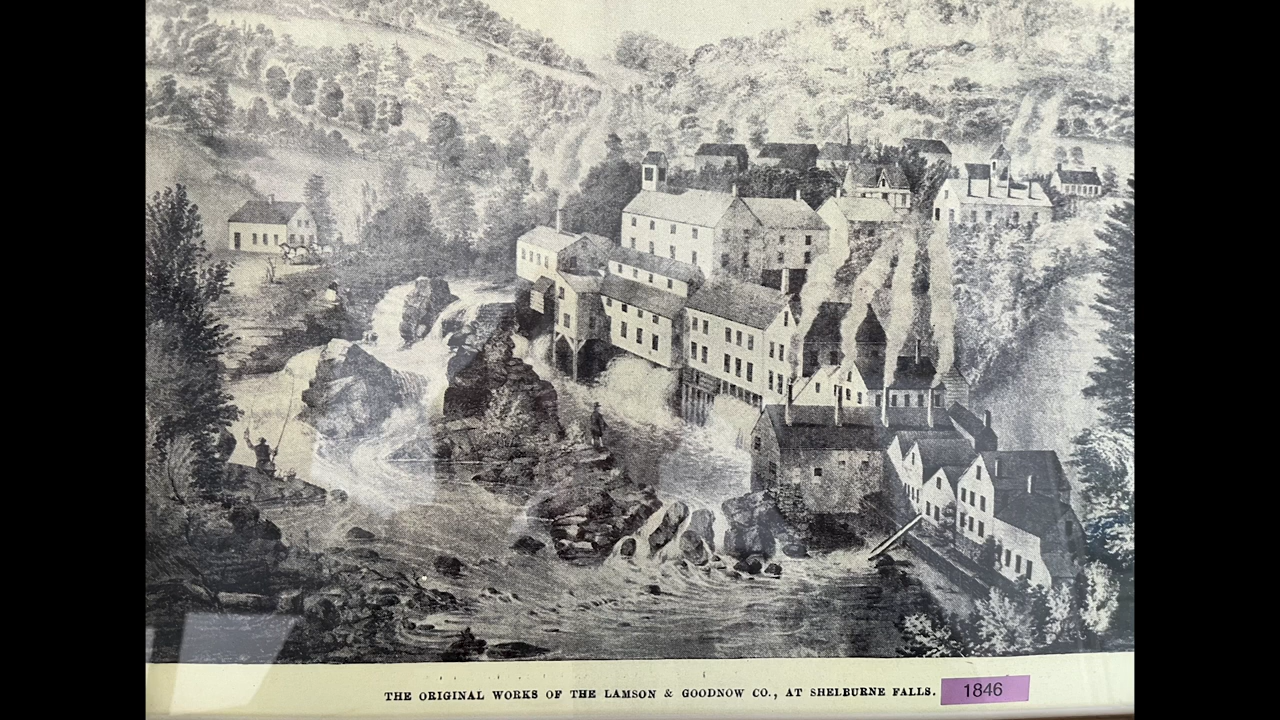 THE ORIGINAL WORKS OF THE LAMSON & GOODNOW CO., AT SHELBURNE FALLS. 1846